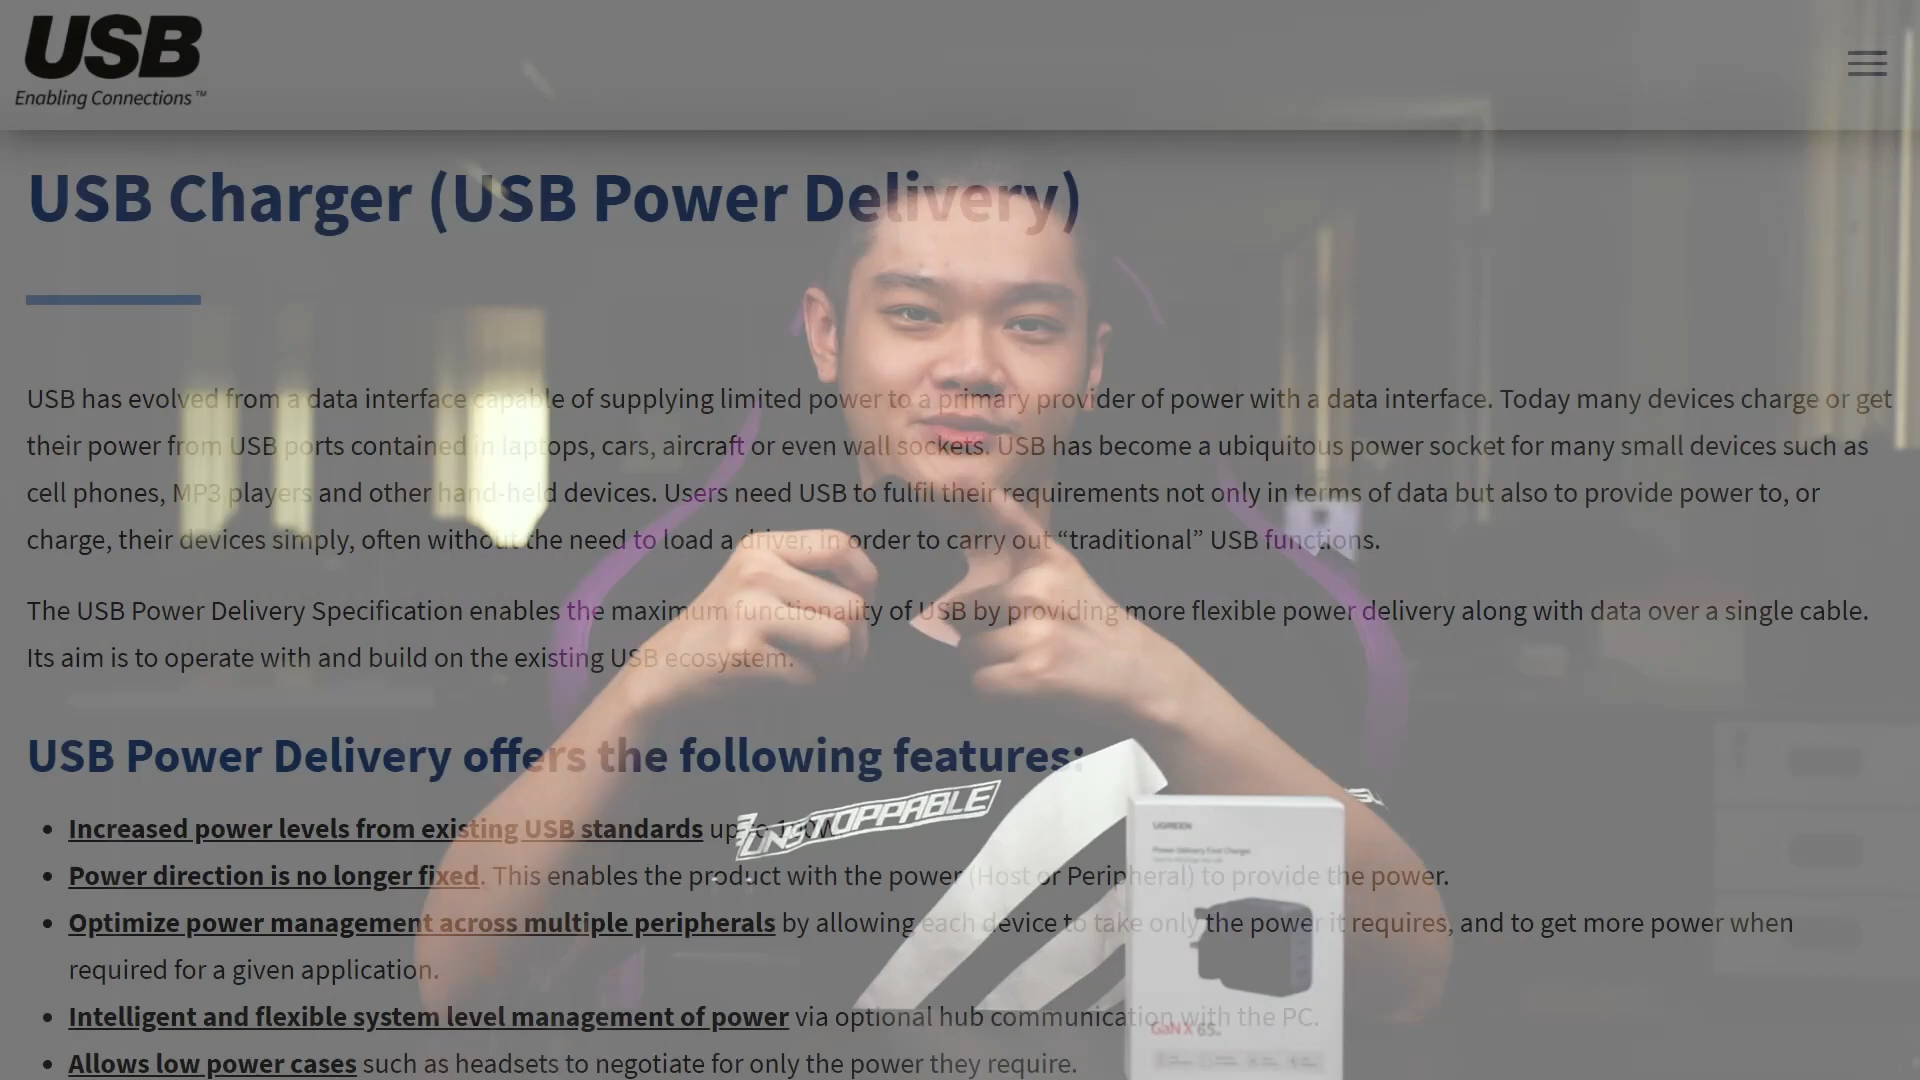 USB
Enabling Connections™
USB Charger (USB Power Delivery)
USB has evolved from a data interface capable of supplying limited power to a primary provider of power with a data interface. Today many devices charge or get
their power from USB ports contained in laptops, cars, aircraft or even wall sockets. USB has become a ubiquitous power socket for many small devices such as
cell phones, MP3 players and other hand-held devices. Users need USB to fulfil their requirements not only in terms of data but also to provide power to, or
charge, their devices simply, often without the need to load a driver, in order to carry out “traditional” USB functions.
The USB Power Delivery Specification enables the maximum functionality of USB by providing more flexible power delivery along with data over a single cable.
Its aim is to operate with and build on the existing USB ecosystem.
USB Power Delivery offers the following features:
• Increased power levels from existing USB standards up to
UNSTOPPABLE
• Power direction is no longer fixed. This enables the product with the power (Host or Peripheral) to provide the power.
• Optimize power management across multiple peripherals by allowing each device to take only the power it requires, and to get more power when
required for a given application.
• Intelligent and flexible system level management of power via optional hub communication with the PC.
• Allows low power cases such as headsets to negotiate for only the power they require.
UGREEN
Power Delivery Fast Charger
GaN X 65W